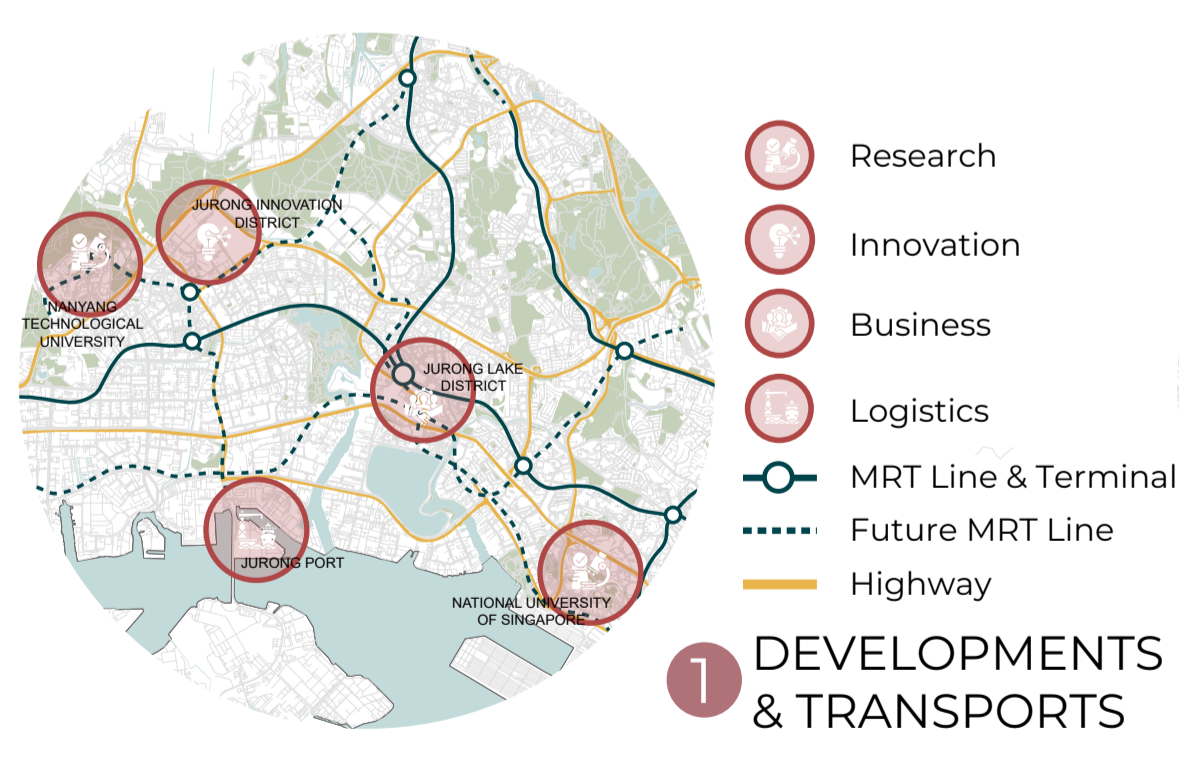 JURONG INNOVATION
DISTRICT
NANYANG
TECHNOLOGICAL
UNIVERSITY
JURONG LAKE
DISTRICT
JURONG PORT
NATIONAL UNIVERSITY
OF SINGAPORE
Research
Innovation
Business
Logistics
MRT Line & Terminal
Future MRT Line
Highway
1
DEVELOPMENTS
& TRANSPORTS